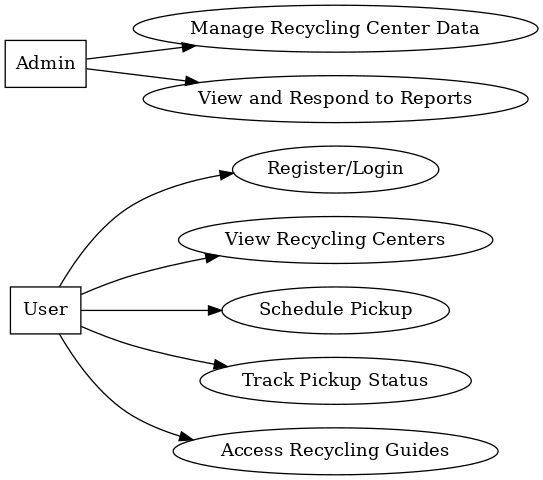 Manage Recycling Center Data
Admin
View and Respond to Reports
Register/Login
View Recycling Centers
User
Schedule Pickup
Track Pickup Status
Access Recycling Guides